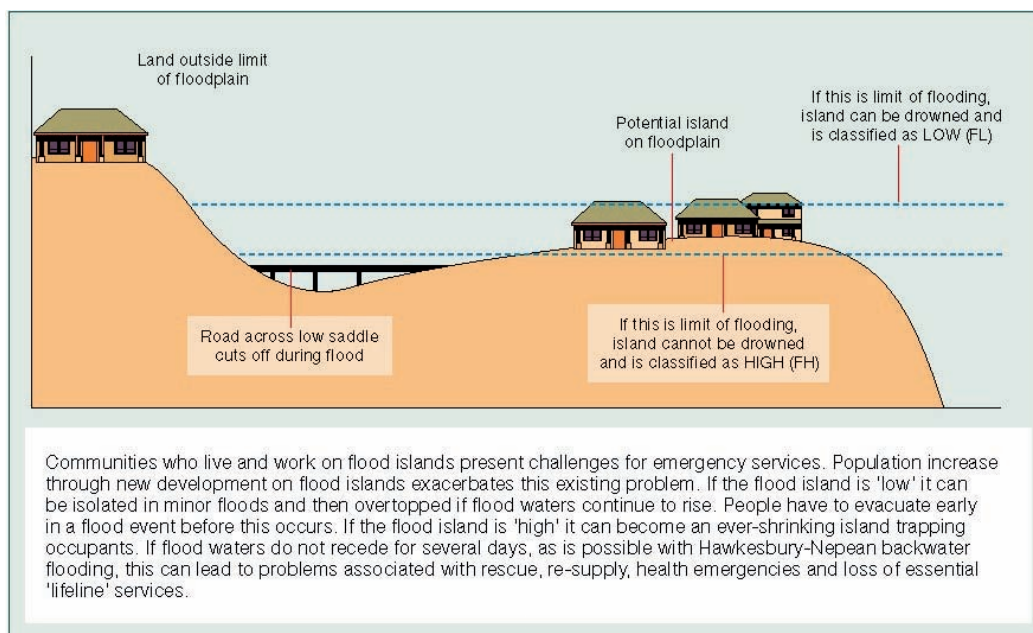 Land outside limit
of floodplain
If this is limit of flooding,
island can be drowned and
is classified as LOW (FL)
Potential island
on floodplain
Road across low saddle
cuts off during flood
If this is limit of flooding,
island cannot be drowned
and is classified as HIGH (FH)
Communities who live and work on flood islands present challenges for emergency services. Population increase
through new development on flood islands exacerbates this existing problem. If the flood island is 'low' it can
be isolated in minor floods and then overtopped if flood waters continue to rise. People have to evacuate early
in a flood event before this occurs. If the flood island is 'high' it can become an ever-shrinking island trapping
occupants. If flood waters do not recede for several days, as is possible with Hawkesbury-Nepean backwater
flooding, this can lead to problems associated with rescue, re-supply, health emergencies and loss of essential
'lifeline' services.